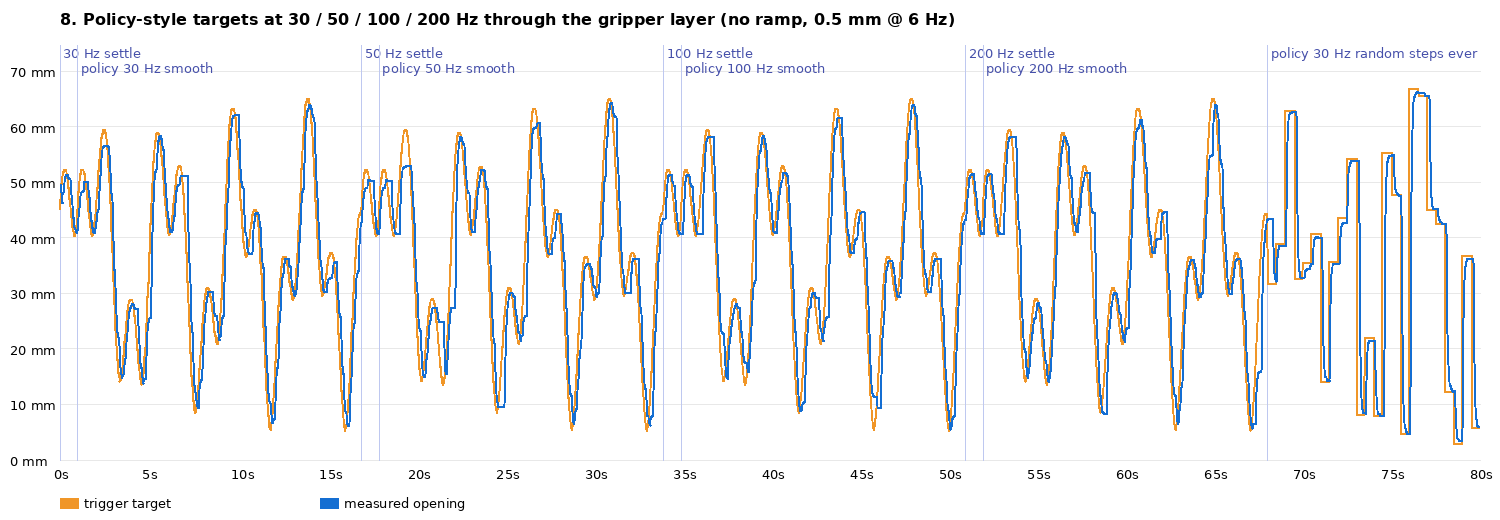 8. Policy-style targets at 30 / 50 / 100 / 200 Hz through the gripper layer (no ramp, 0.5 mm @ 6 Hz)
30 Hz settle
policy 30 Hz smooth
50 Hz settle
policy 50 Hz smooth
100 Hz settle
policy 100 Hz smooth
200 Hz settle
policy 200 Hz smooth
policy 30 Hz random steps ever
70 mm
60 mm
50 mm
40 mm
30 mm
20 mm
10 mm
0 mm
0s 5s 10s 15s 20s 25s 30s 35s 40s 45s 50s 55s 60s 65s 70s 75s 80s
trigger target
measured opening